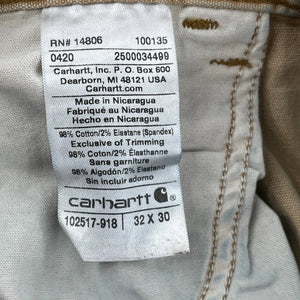 RN# 14806 100135
0420 2500034499
Carhartt, Inc. P. O. Box 600
Dearborn, MI 48121 USA
Carhartt.com
Made in Nicaragua
Fabriqué au Nicaragua
Hecho en Nicaragua
98% Cotton/2% Elastane (Spandex)
Exclusive of Trimming
98% Coton/2% Élasthanne
Sans garniture
98% Algodón/2% Elastano
Sin incluir adorno
carhartt
102517-918 32 X 30